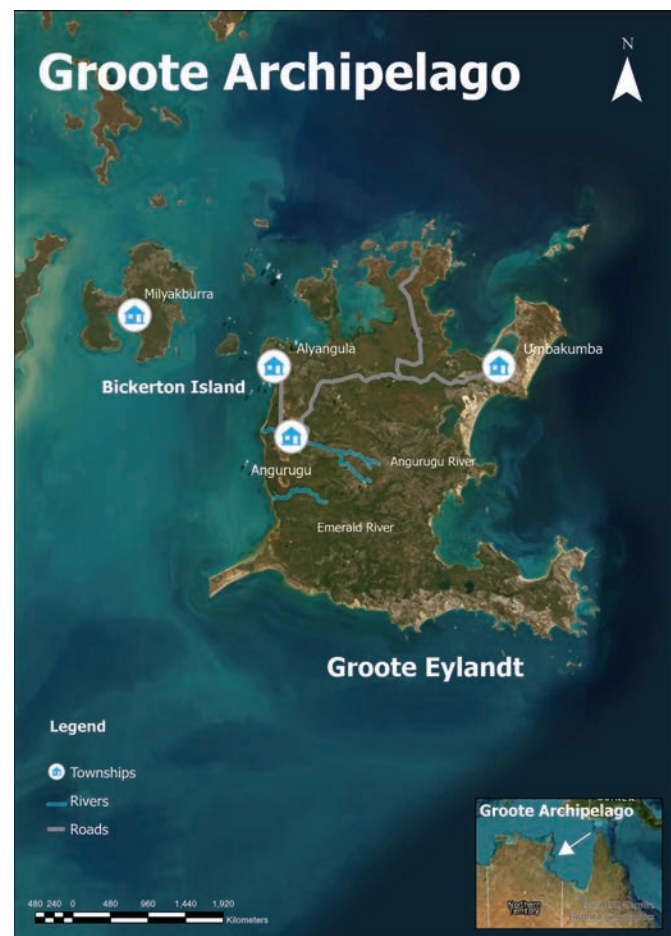 Groote Archipelago
N
Milyakburra
Alyangula
Umbakumba
Bickerton Island
Angurugu
Angurugu River
Emerald River
Groote Eylandt
Legend
Townships
Rivers
Roads
480 240 0 480 960 1,440 1,920
Kilometers
Groote Archipelago
Northern
Territory